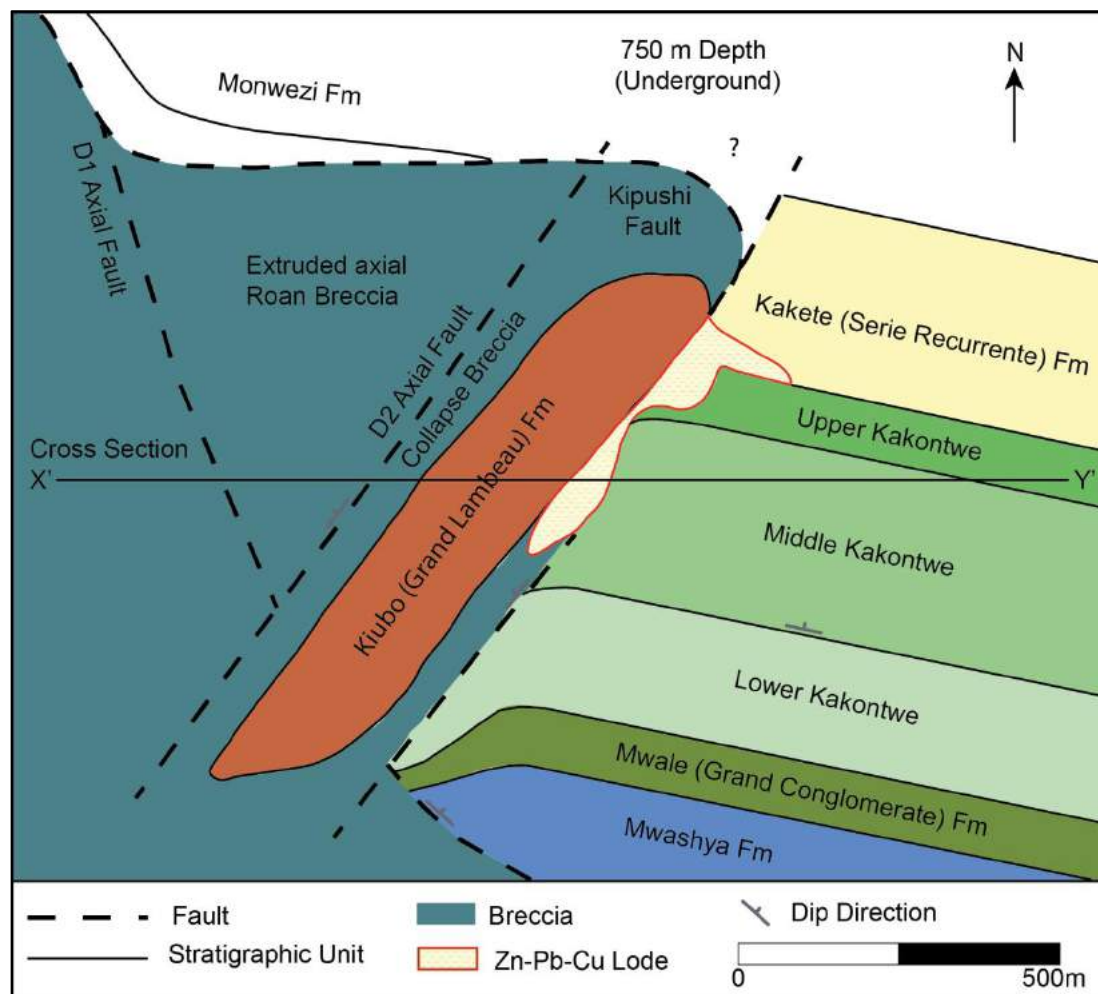 750 m Depth
(Underground)
N
Monwezi Fm
?
D1 Axial Fault
Kipushi
Fault
Extruded axial
Roan Breccia
Kakete (Serie Recurrente) Fm
D2 Axial Fault
Collapse Breccia
Upper Kakontwe
Cross Section
X'
Y'
Kiubo (Grand Lambeau) Fm
Middle Kakontwe
Lower Kakontwe
Mwale (Grand Conglomerate) Fm
Mwashya Fm
Fault
Breccia
Dip Direction
Stratigraphic Unit
Zn-Pb-Cu Lode
0
500m